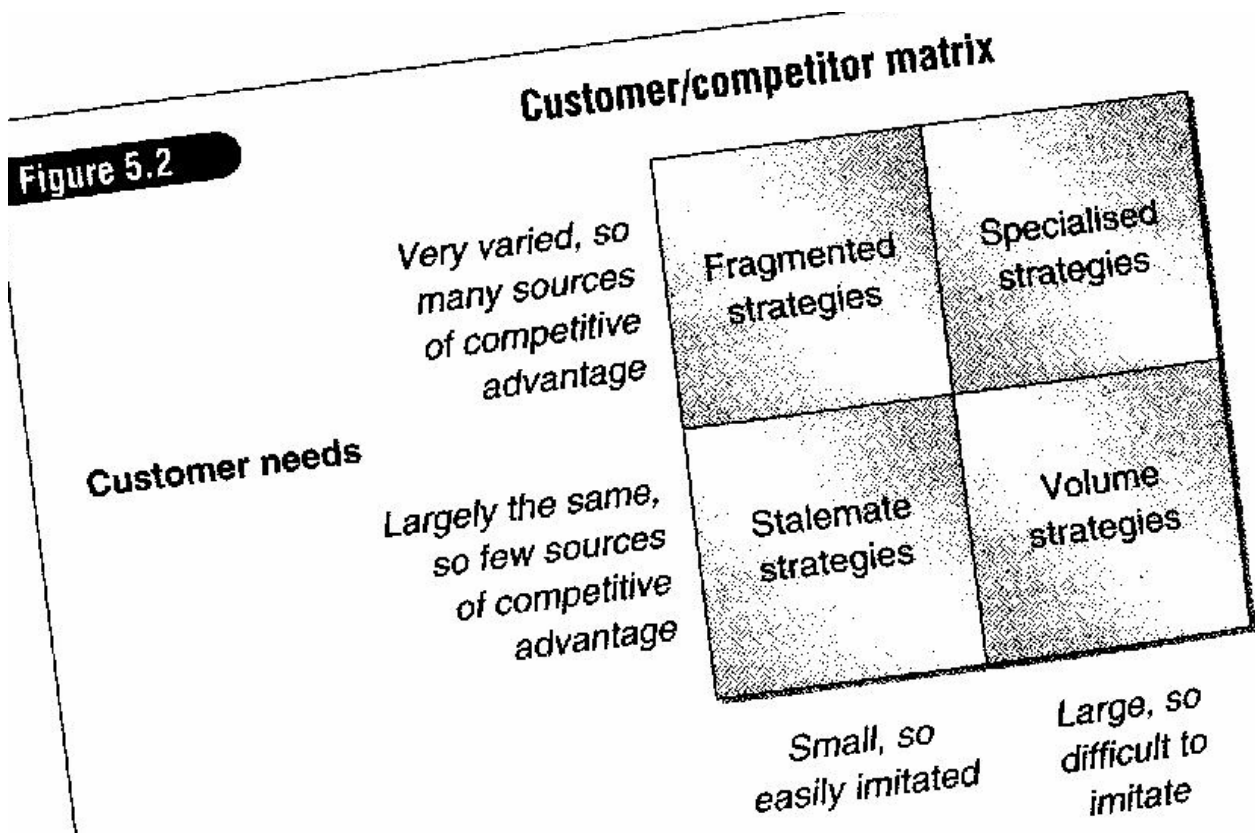 Customer/competitor matrix
Figure 5.2
Very varied, so
many sources
of competitive
advantage
Fragmented
strategies
Specialised
strategies
Customer needs
Largely the same,
so few sources
of competitive
advantage
Stalemate
strategies
Volume
strategies
Small, so
easily imitated
Large, so
difficult to
imitate